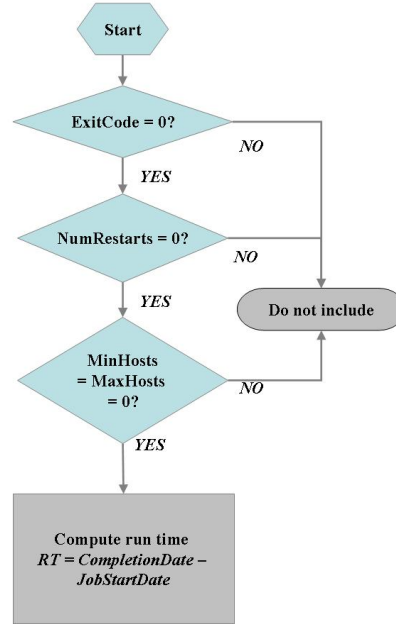 Start
ExitCode = 0?
NO
YES
NumRestarts = 0?
NO
YES
Do not include
MinHosts
= MaxHosts
= 0?
NO
YES
Compute run time
RT = CompletionDate –
JobStartDate